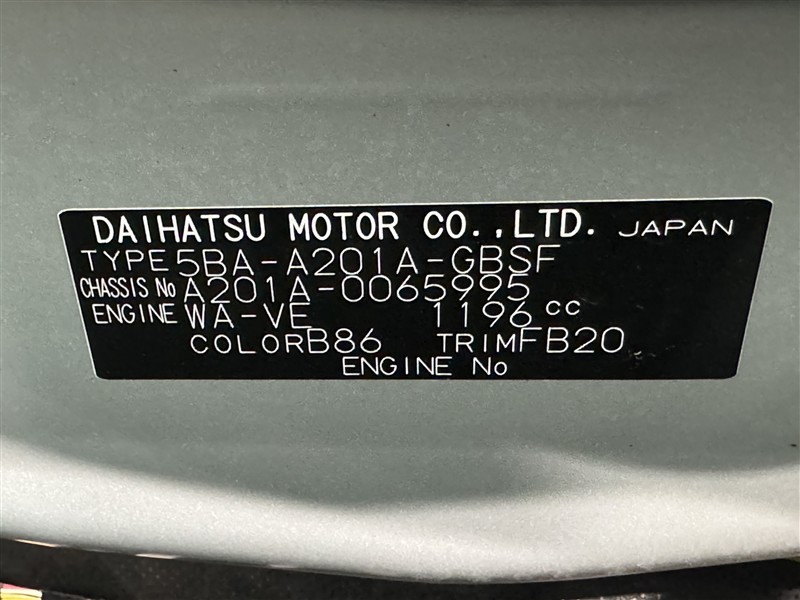 DAIHATSU MOTOR CO.,LTD. JAPAN
TYPE 5BA-A201A-GBSF
CHASSIS No A201A-0065995
ENGINE WA-VE 1196 cc
COLOR B86 TRIM FB20
ENGINE No